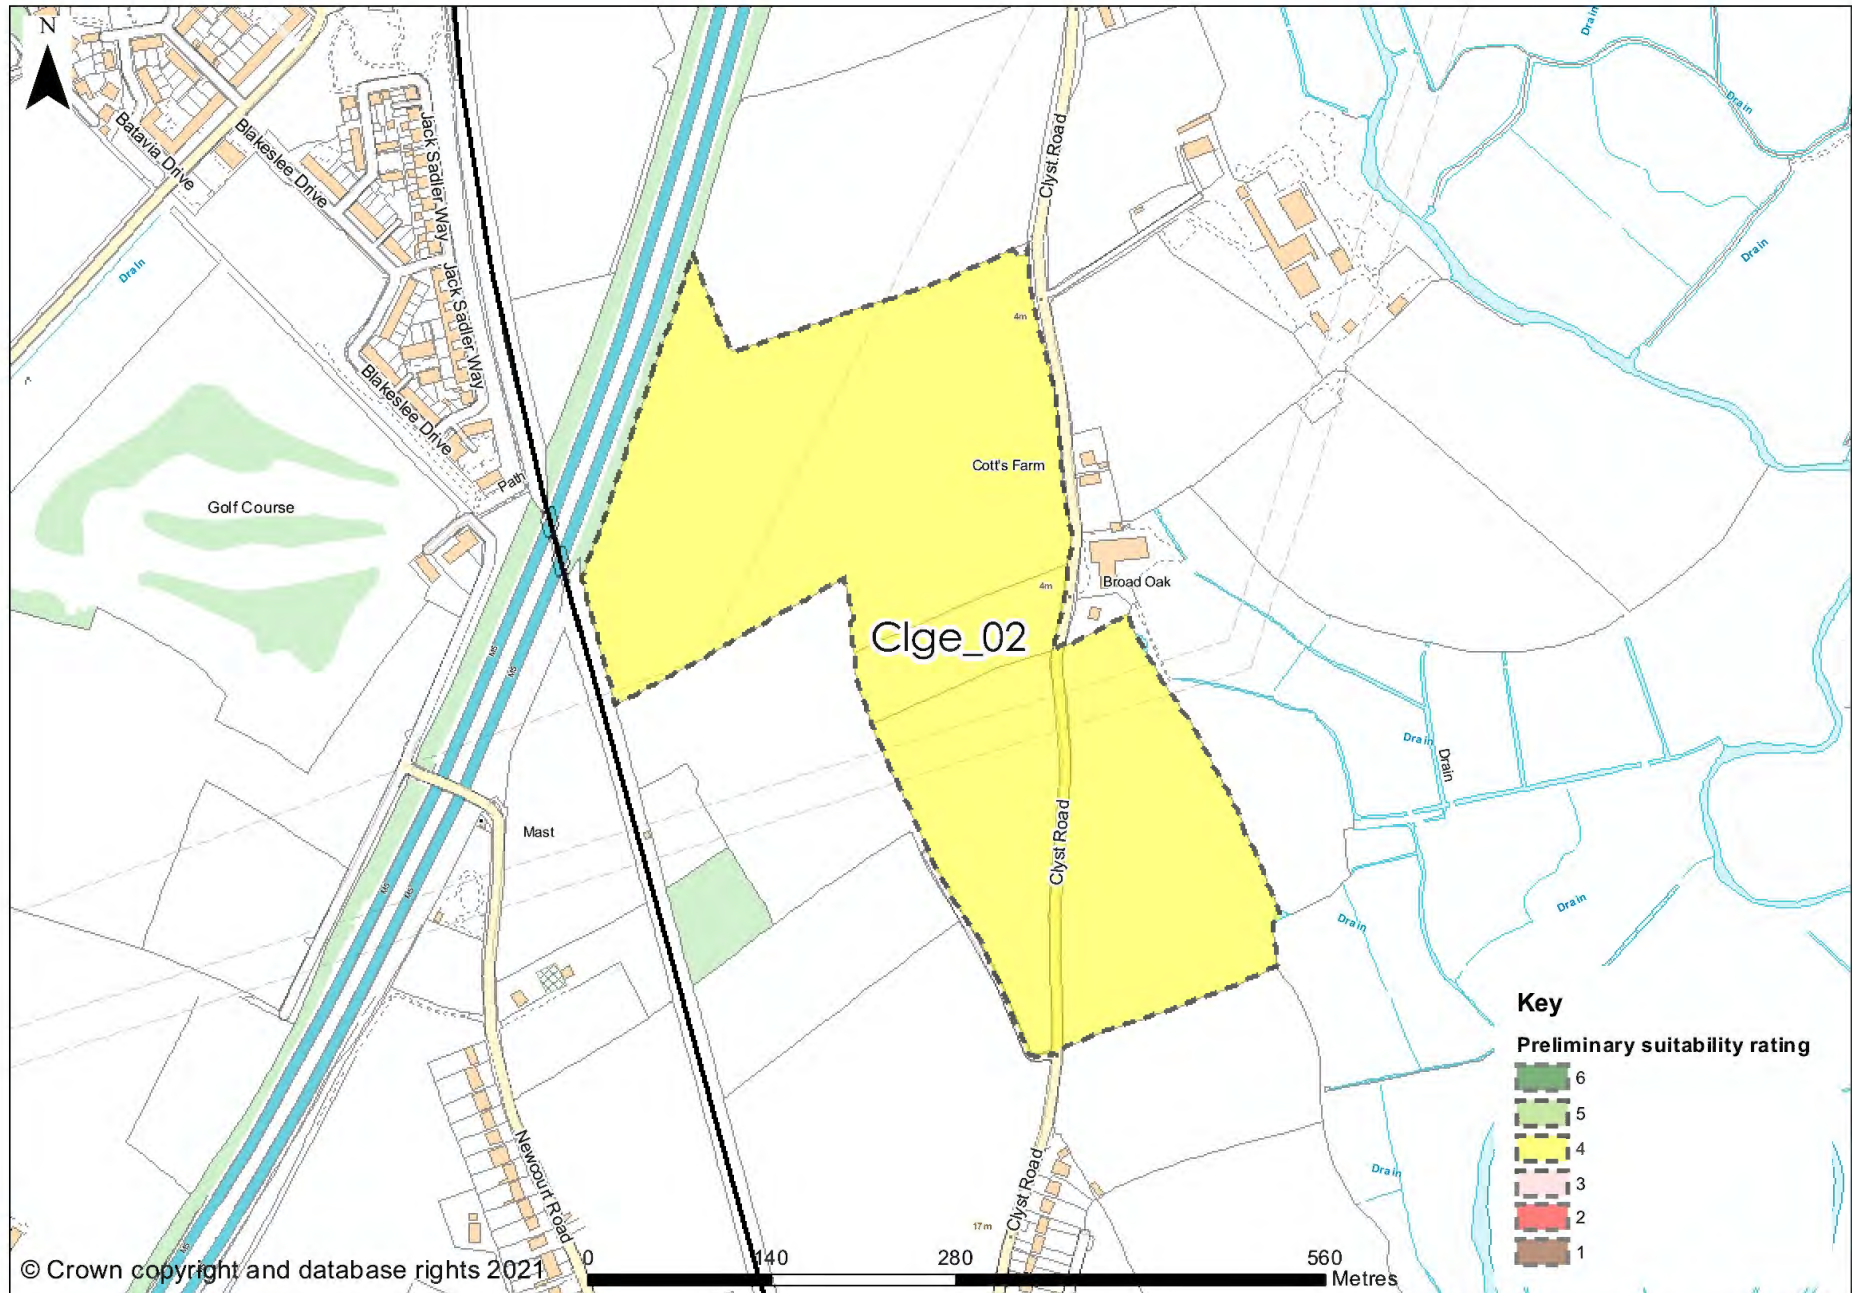 N
Batavia Drive
Blakeslee Drive
Jack Sadler Way
Clyst Road
Drain
Drain
Drain
Drain
Jack Sadler Way
4m
Blakeslee Drive
Cott's Farm
Path
Golf Course
4m
Broad Oak
Clge_02
M5
M5
Drain
Drain
Mast
Clyst Road
M5
M5
Drain
Drain
Key
Preliminary suitability rating
6
5
4
3
2
1
Newcourt Road
Clyst Road
Drain
17m
M5
© Crown copyright and database rights 2021
0
140
280
560
Metres